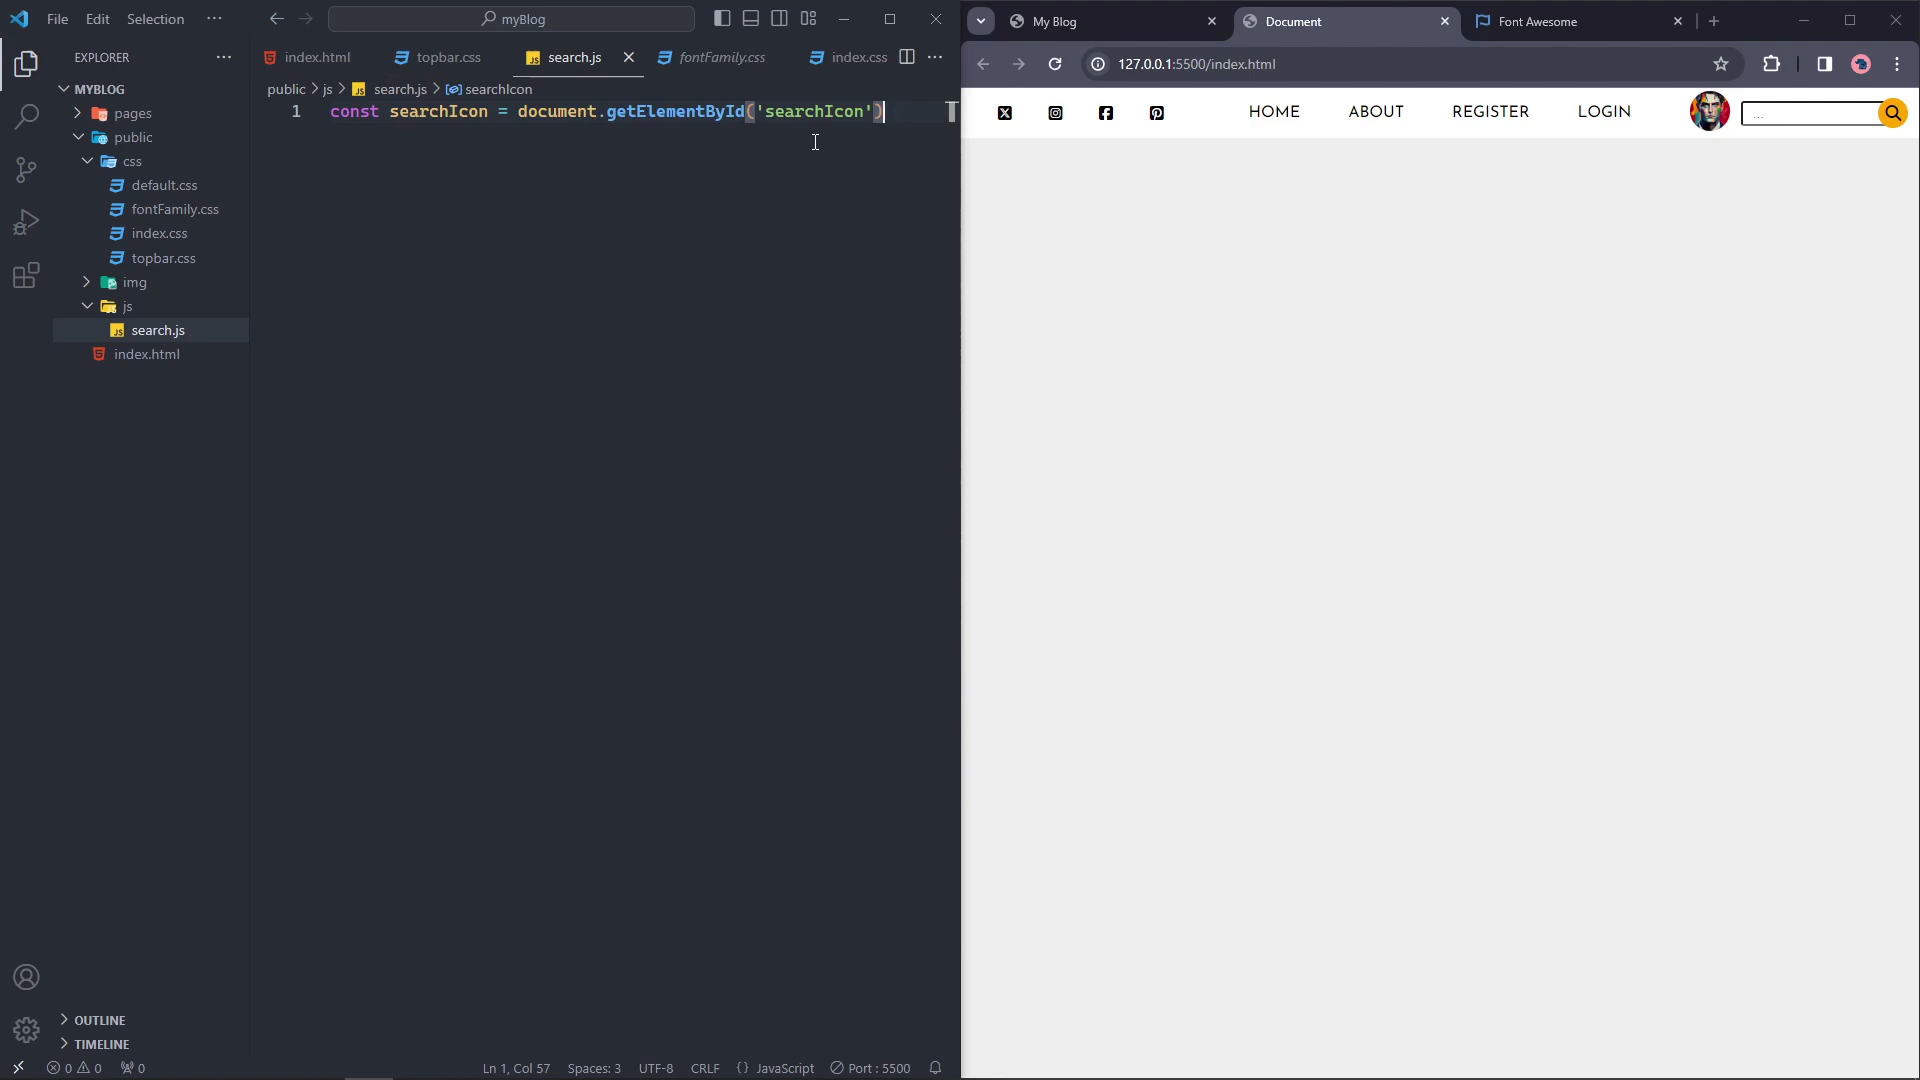 File Edit Selection ···
myBlog
EXPLORER
MYBLOG
pages
public
css
default.css
fontFamily.css
index.css
topbar.css
img
js
search.js
index.html
OUTLINE
TIMELINE
index.html topbar.css search.js fontFamily.css index.css
public > js > JS search.js > searchIcon
1 const searchIcon = document.getElementById('searchIcon')
0 0 0
Ln 1, Col 57 Spaces: 3 UTF-8 CRLF {} JavaScript Port : 5500
My Blog Document Font Awesome
127.0.0.1:5500/index.html
HOME ABOUT REGISTER LOGIN ...